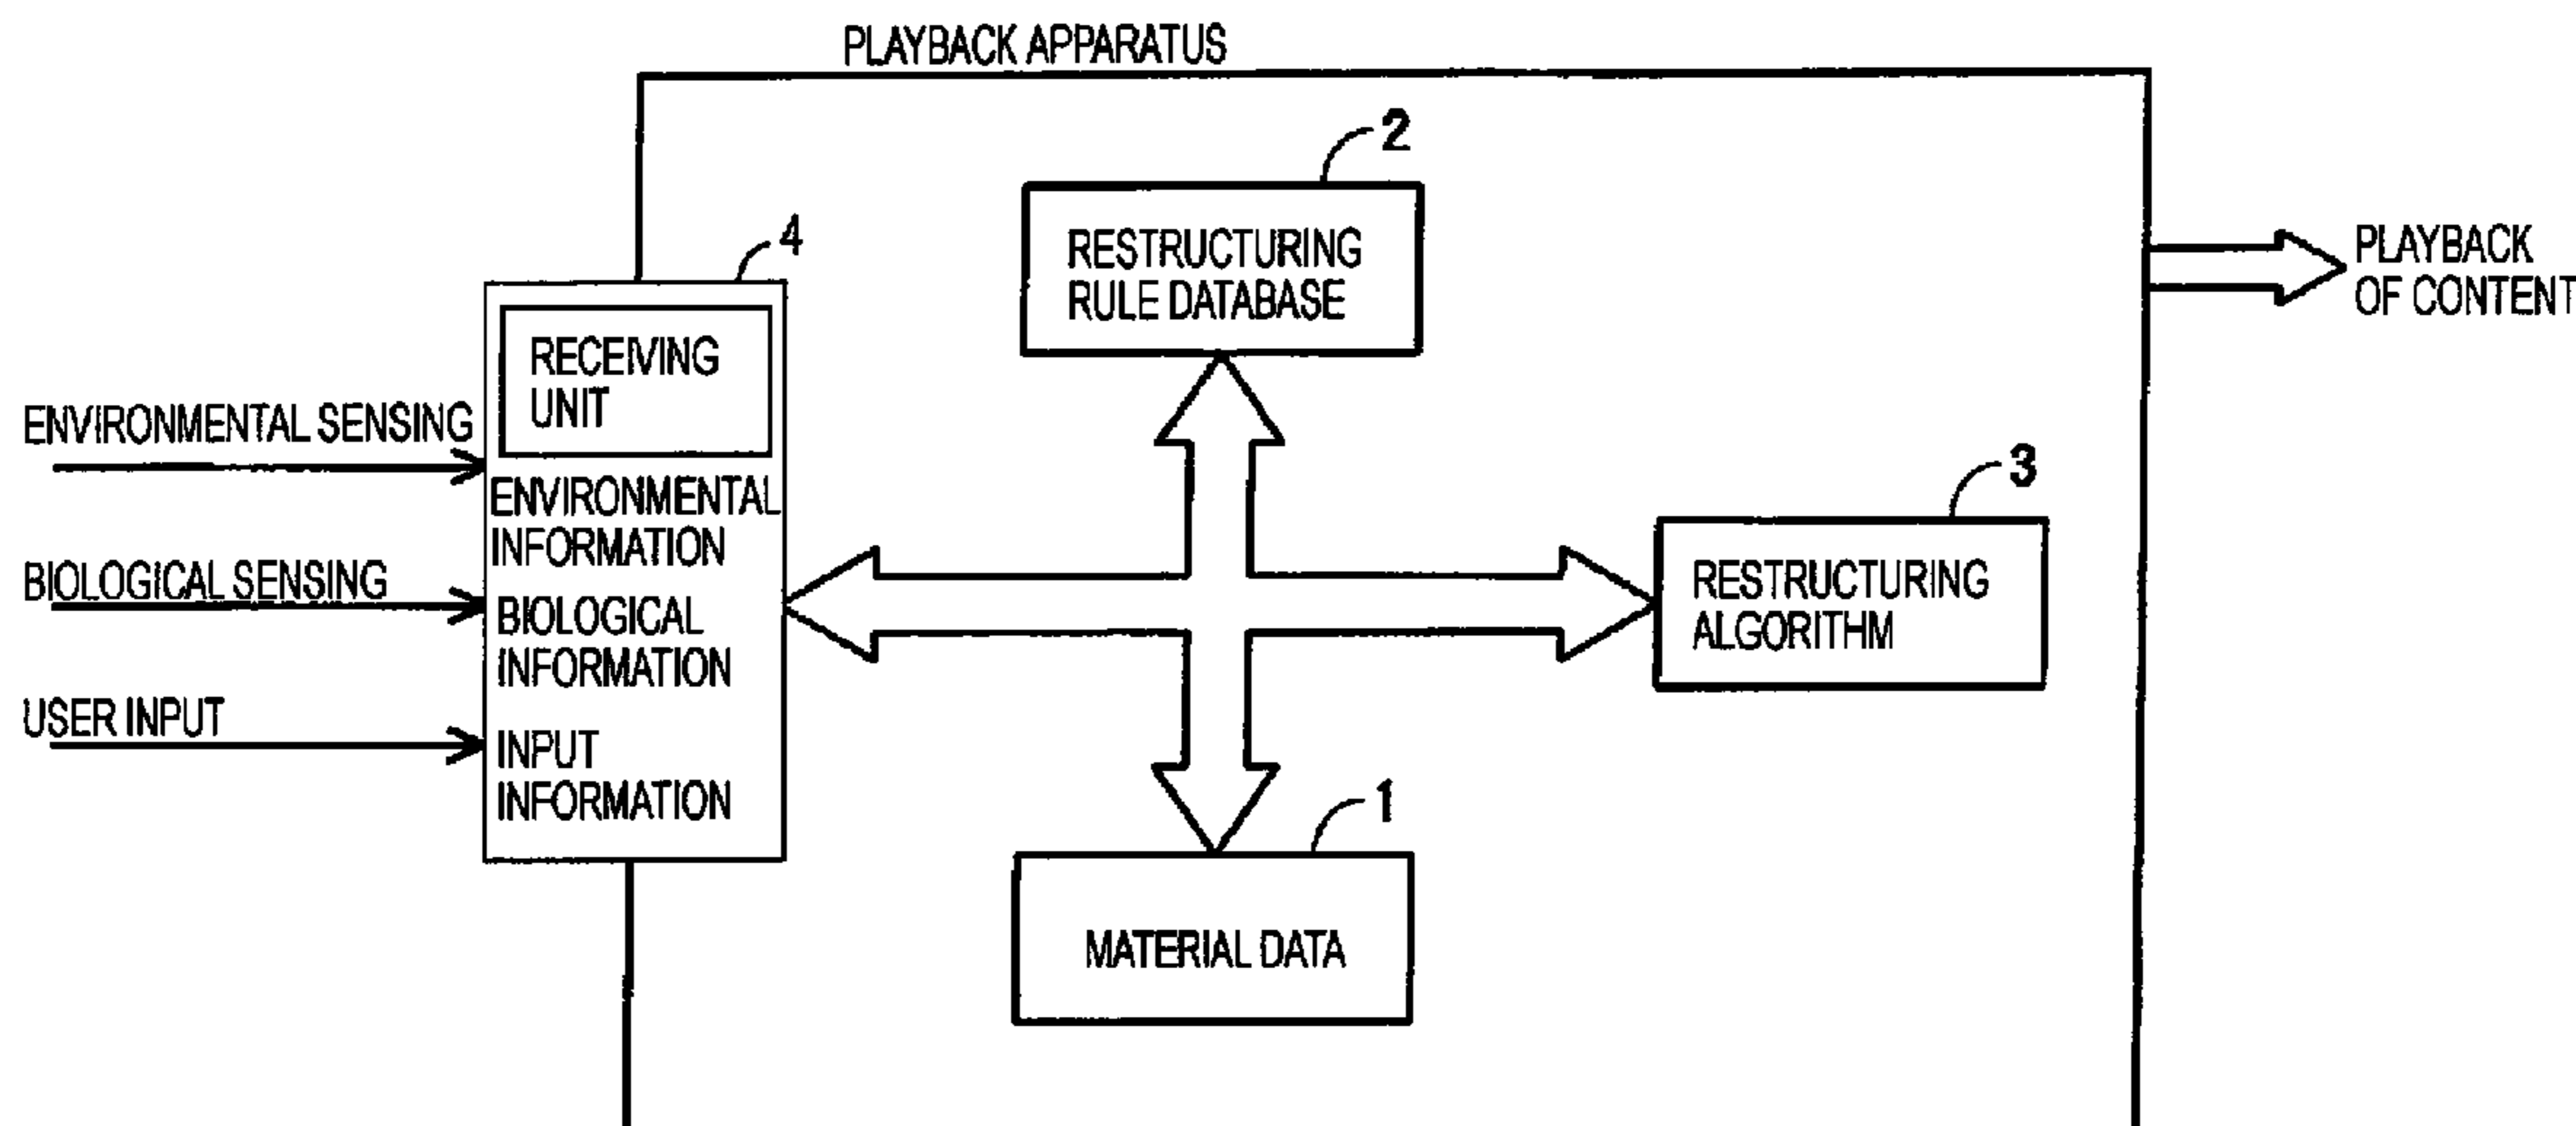 PLAYBACK APPARATUS
2
4
RESTRUCTURING
RULE DATABASE
PLAYBACK
OF CONTENT
RECEIVING
UNIT
ENVIRONMENTAL SENSING
ENVIRONMENTAL
INFORMATION
3
BIOLOGICAL SENSING
BIOLOGICAL
INFORMATION
RESTRUCTURING
ALGORITHM
USER INPUT
INPUT
INFORMATION
1
MATERIAL DATA